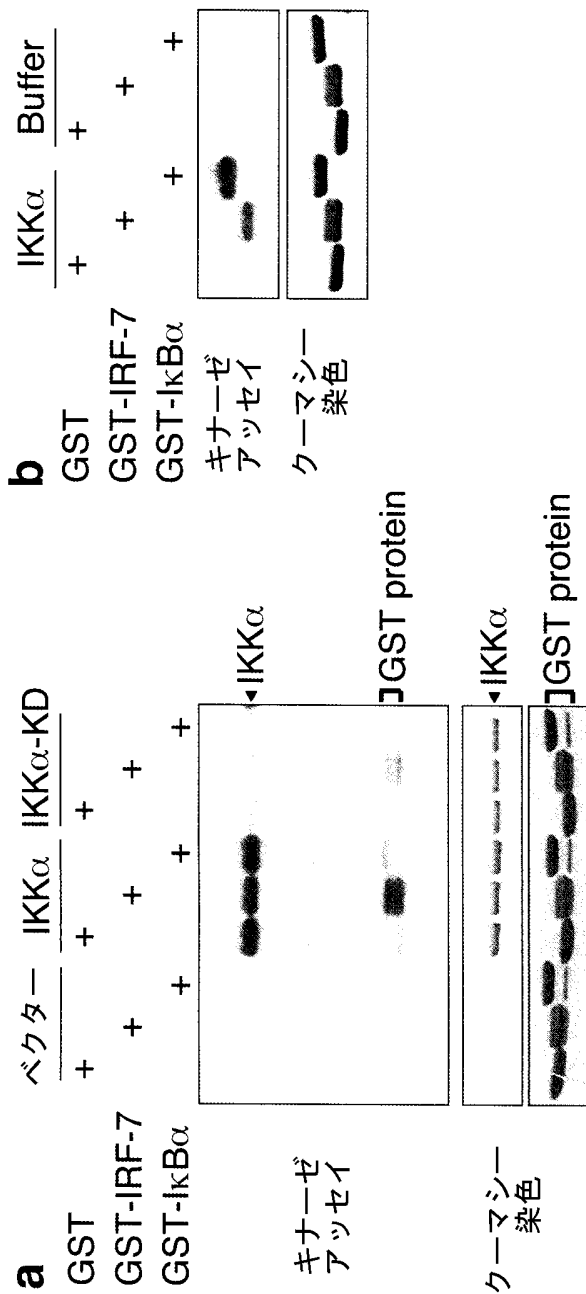 a
ベクター IKKα IKKα-KD
GST + + +
GST-IRF-7 + + +
GST-IκBα + + +
キナーゼ
アッセイ
◄IKKα
]GST protein
クーマシー
染色
◄IKKα
]GST protein
b
IKKα Buffer
GST + +
GST-IRF-7 + +
GST-IκBα + +
キナーゼ
アッセイ
クーマシー
染色